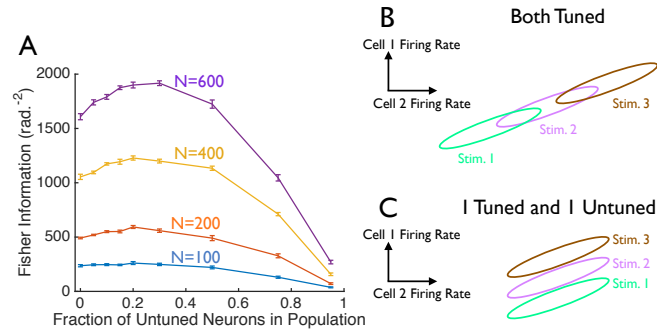 A
Fisher Information (rad.-2)
2000
1500
1000
500
0
N=600
N=400
N=200
N=100
0
0.2
0.4
0.6
0.8
1
Fraction of Untuned Neurons in Population
B
Both Tuned
Cell 1 Firing Rate
Cell 2 Firing Rate
Stim. 3
Stim. 2
Stim. 1
C
1 Tuned and 1 Untuned
Cell 1 Firing Rate
Cell 2 Firing Rate
Stim. 3
Stim. 2
Stim. 1